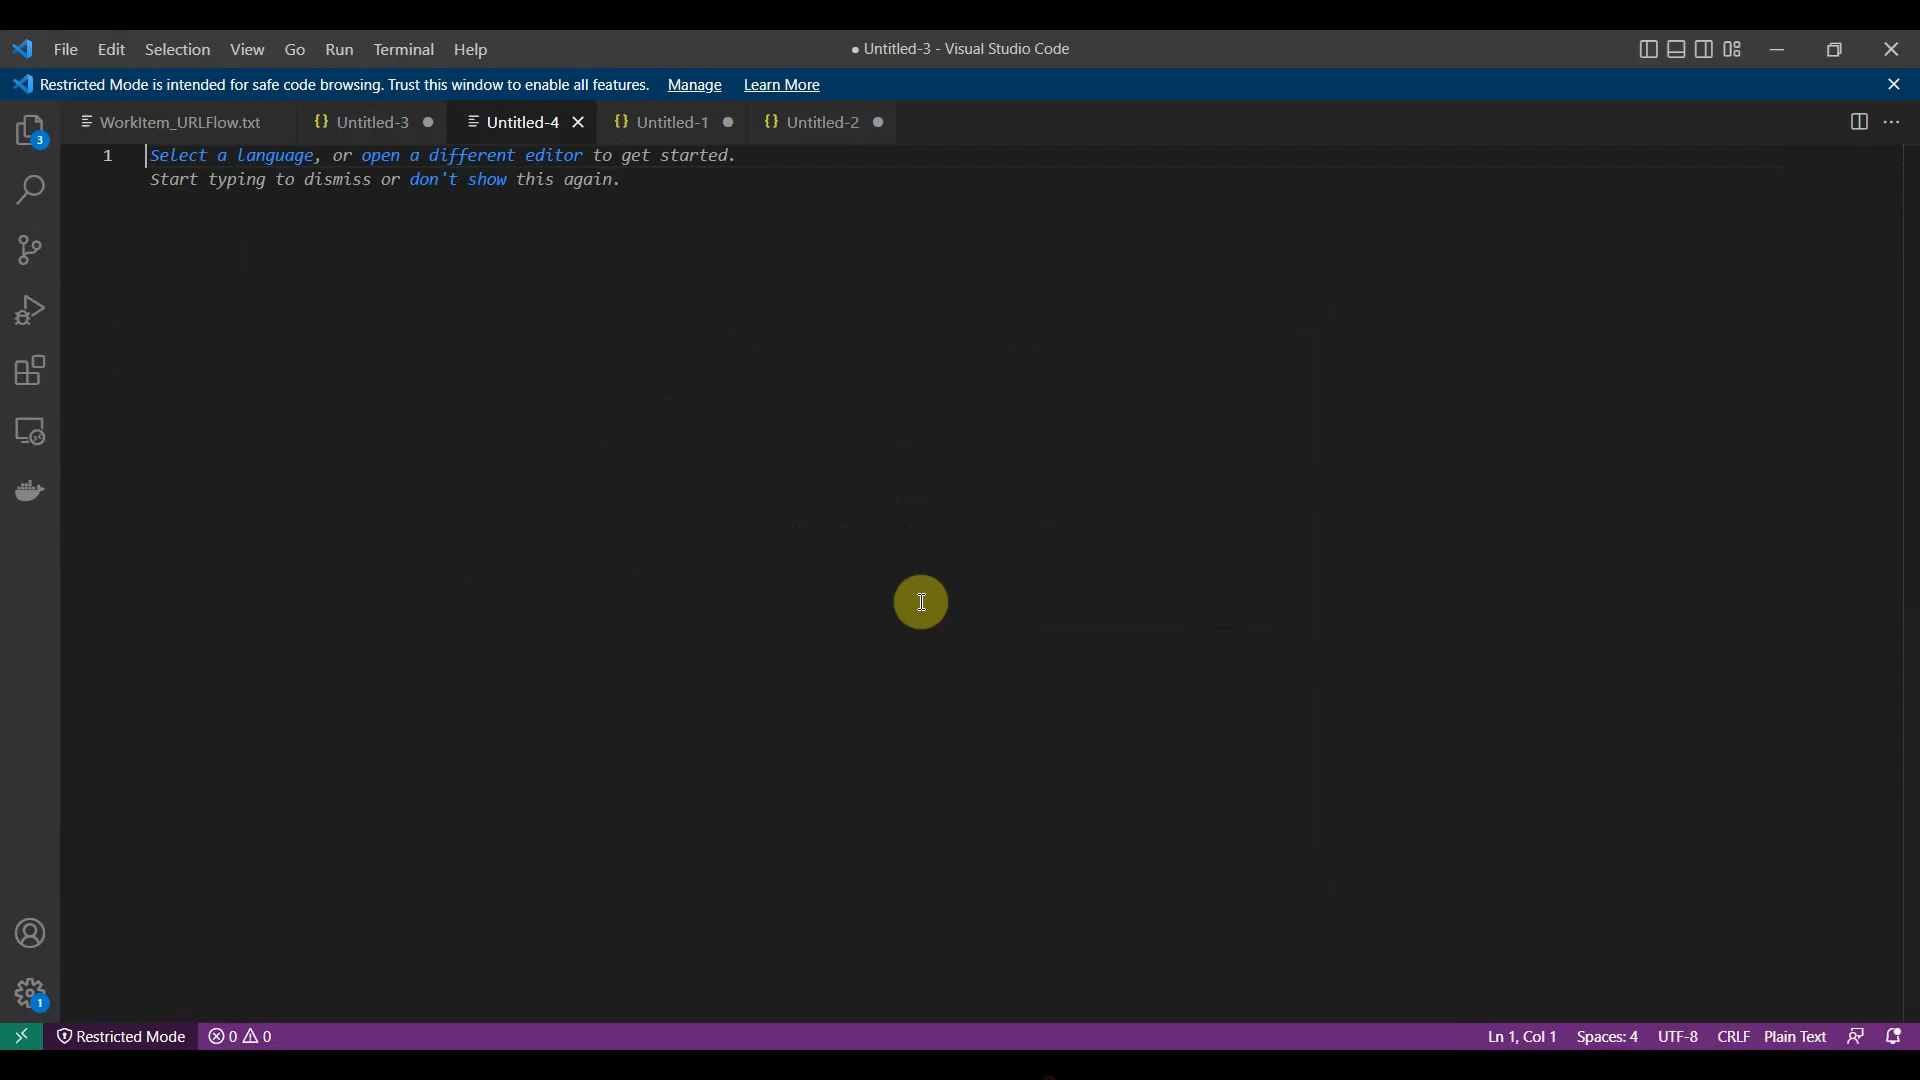 File Edit Selection View Go Run Terminal Help
● Untitled-3 - Visual Studio Code
Restricted Mode is intended for safe code browsing. Trust this window to enable all features. Manage Learn More
3
WorkItem_URLFlow.txt {} Untitled-3 Untitled-4 {} Untitled-1 {} Untitled-2
1 Select a language, or open a different editor to get started.
Start typing to dismiss or don't show this again.
1
Restricted Mode 0 0 Ln 1, Col 1 Spaces: 4 UTF-8 CRLF Plain Text